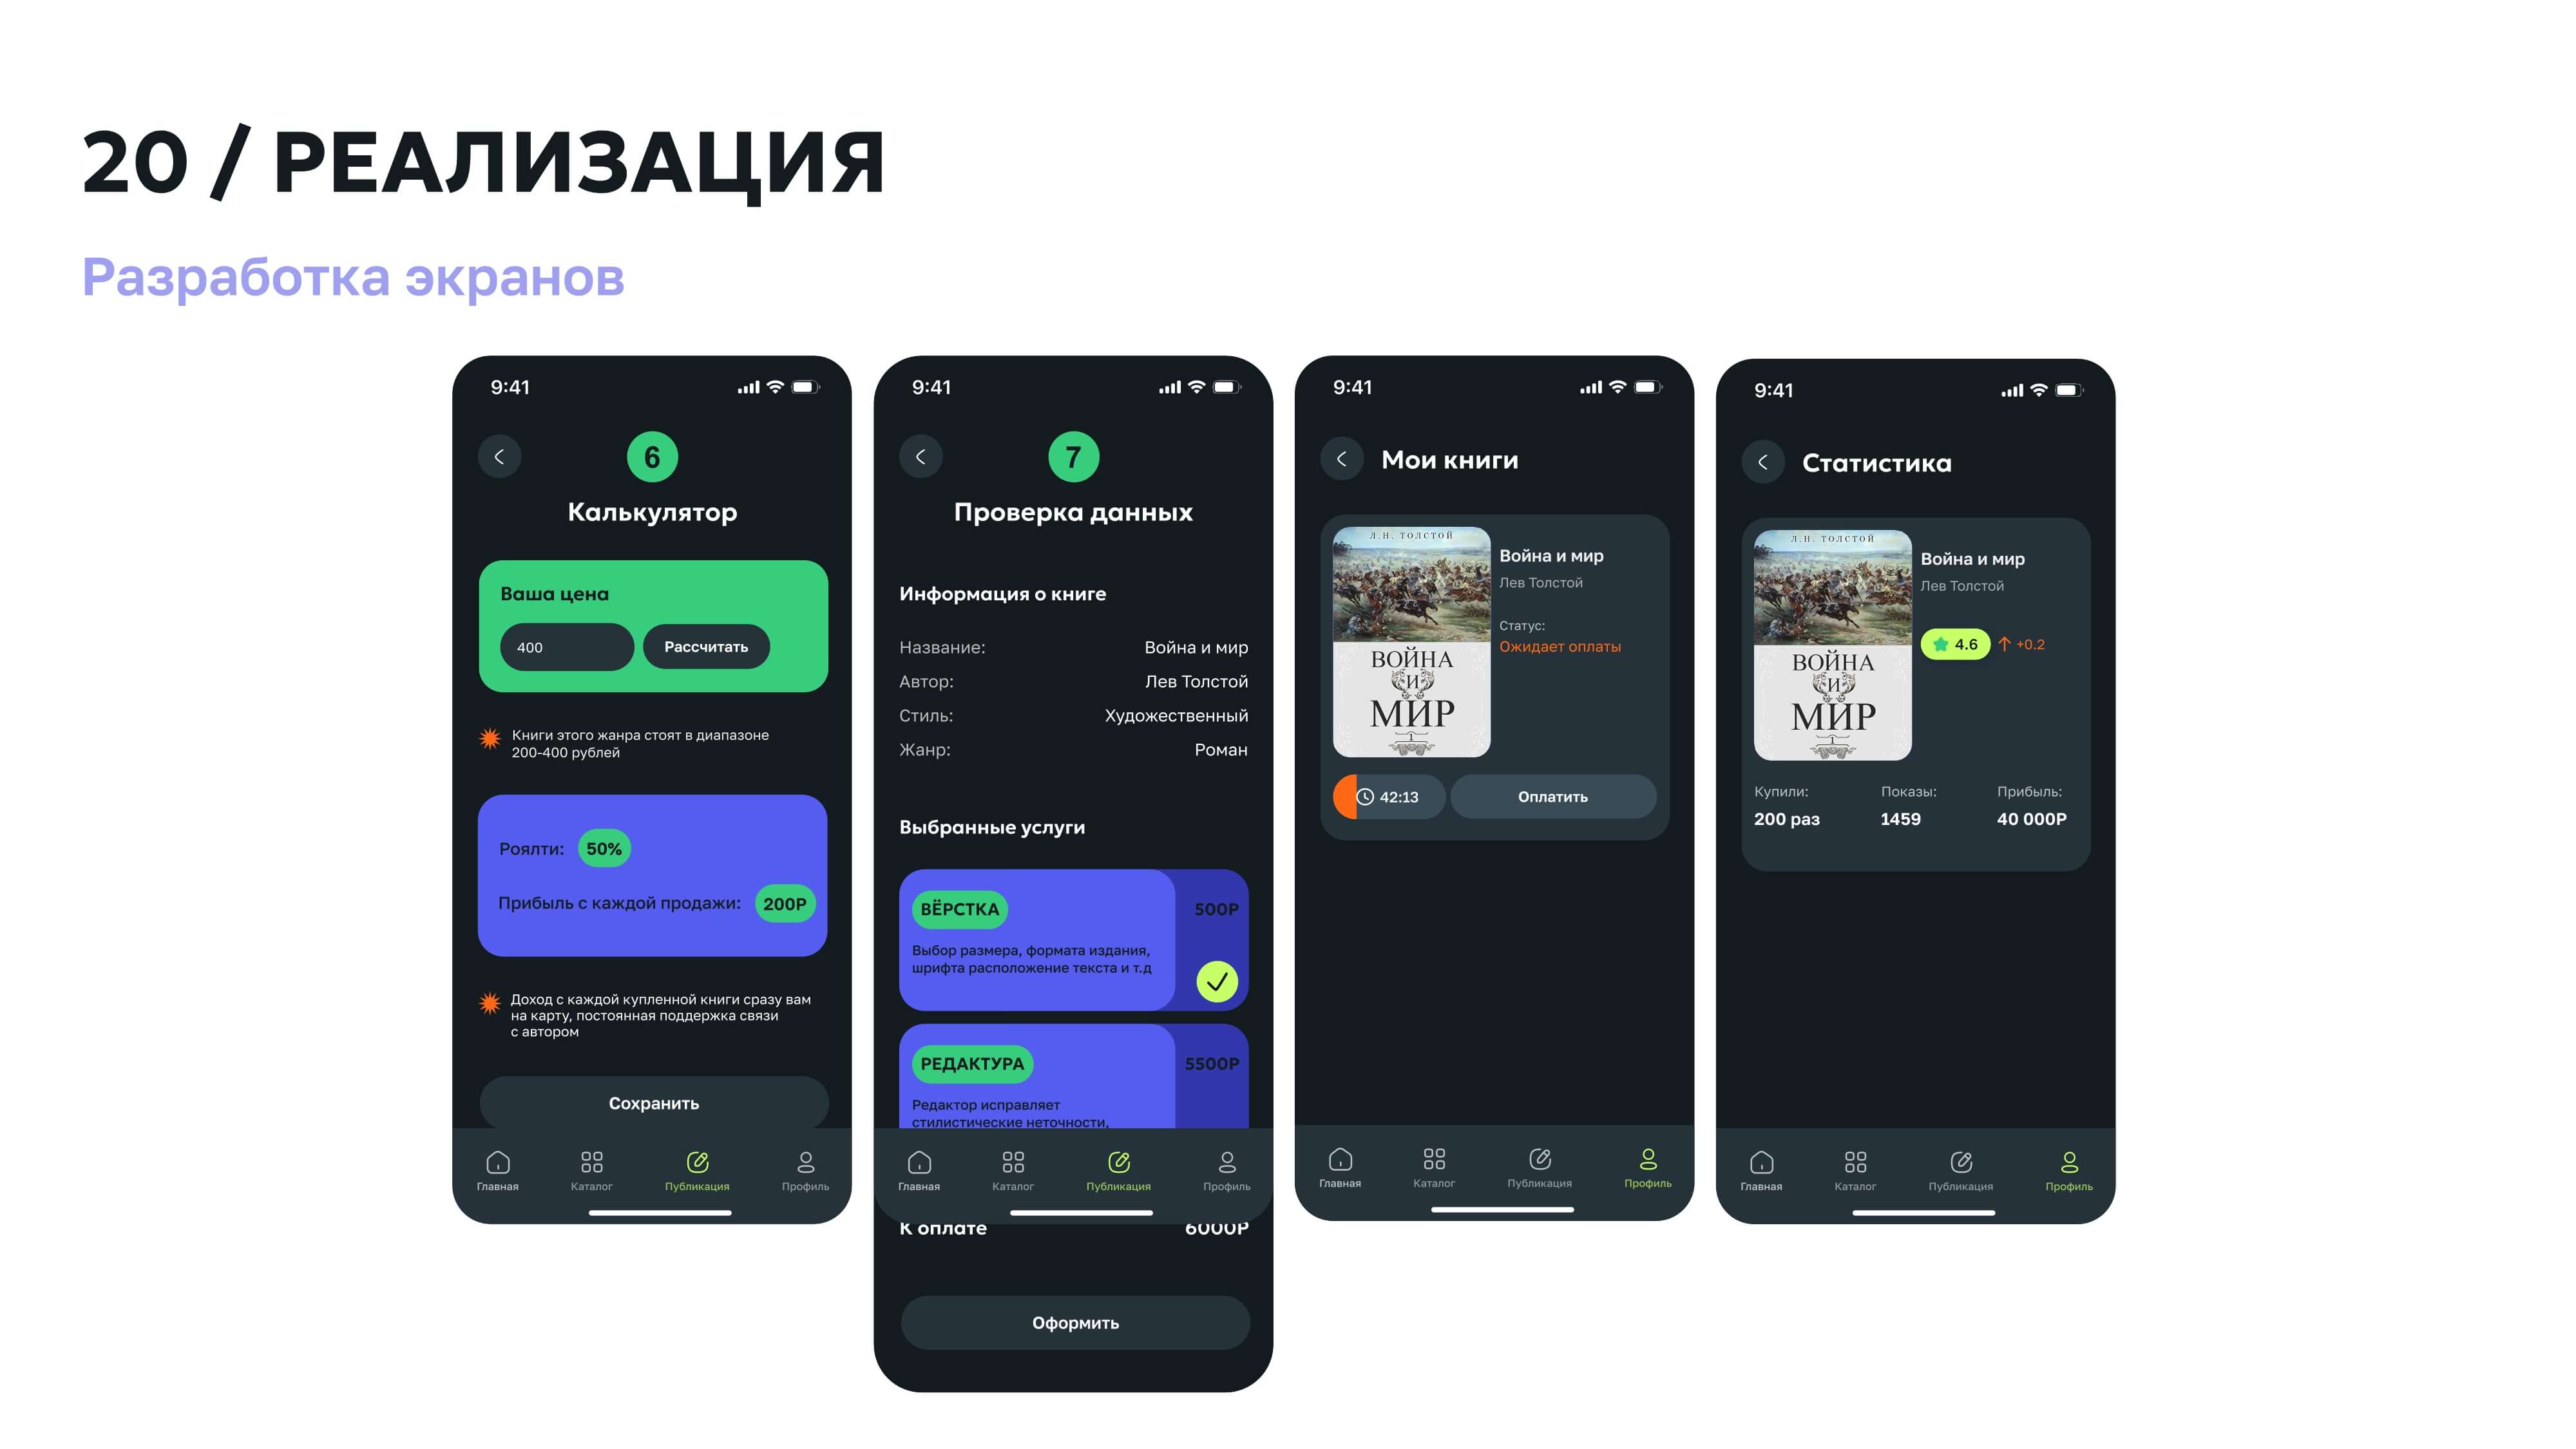 20 / РЕАЛИЗАЦИЯ
Разработка экранов
9:41
6
Калькулятор
Ваша цена
400
Рассчитать
Книги этого жанра стоят в диапазоне
200-400 рублей
Роялти: 50%
Прибыль с каждой продажи: 200Р
Доход с каждой купленной книги сразу вам
на карту, постоянная поддержка связи
с автором
Сохранить
Главная Каталог Публикация Профиль
9:41
7
Проверка данных
Информация о книге
Название: Война и мир
Автор: Лев Толстой
Стиль: Художественный
Жанр: Роман
Выбранные услуги
ВЁРСТКА 500Р
Выбор размера, формата издания,
шрифта расположение текста и т.д
РЕДАКТУРА 5500Р
Редактор исправляет
стилистические неточности,
Главная Каталог Публикация Профиль
К оплате 6000Р
Оформить
9:41
Мои книги
Л.Н. ТОЛСТОЙ
ВОЙНА
И
МИР
1
Война и мир
Лев Толстой
Статус:
Ожидает оплаты
42:13 Оплатить
Главная Каталог Публикация Профиль
9:41
Статистика
Л.Н. ТОЛСТОЙ
ВОЙНА
И
МИР
1
Война и мир
Лев Толстой
4.6 +0.2
Купили: Показы: Прибыль:
200 раз 1459 40 000Р
Главная Каталог Публикация Профиль